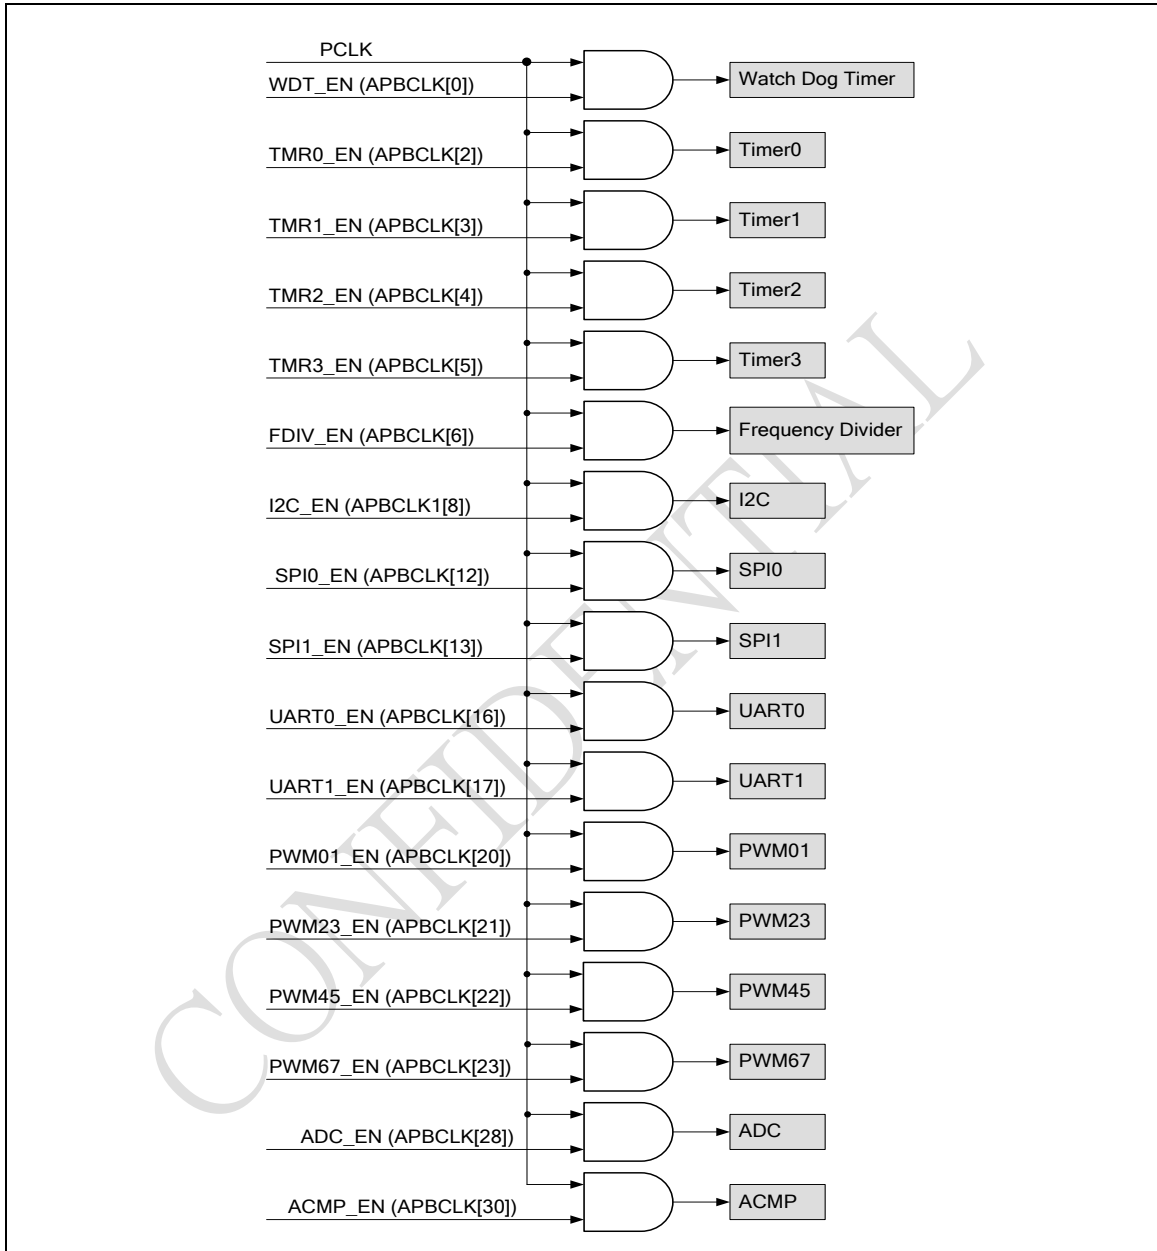 PCLK
WDT_EN (APBCLK[0])
Watch Dog Timer
TMR0_EN (APBCLK[2])
Timer0
TMR1_EN (APBCLK[3])
Timer1
TMR2_EN (APBCLK[4])
Timer2
TMR3_EN (APBCLK[5])
Timer3
FDIV_EN (APBCLK[6])
Frequency Divider
I2C_EN (APBCLK1[8])
I2C
SPI0_EN (APBCLK[12])
SPI0
SPI1_EN (APBCLK[13])
SPI1
UART0_EN (APBCLK[16])
UART0
UART1_EN (APBCLK[17])
UART1
PWM01_EN (APBCLK[20])
PWM01
PWM23_EN (APBCLK[21])
PWM23
PWM45_EN (APBCLK[22])
PWM45
PWM67_EN (APBCLK[23])
PWM67
ADC_EN (APBCLK[28])
ADC
ACMP_EN (APBCLK[30])
ACMP
CONFIDENTIAL